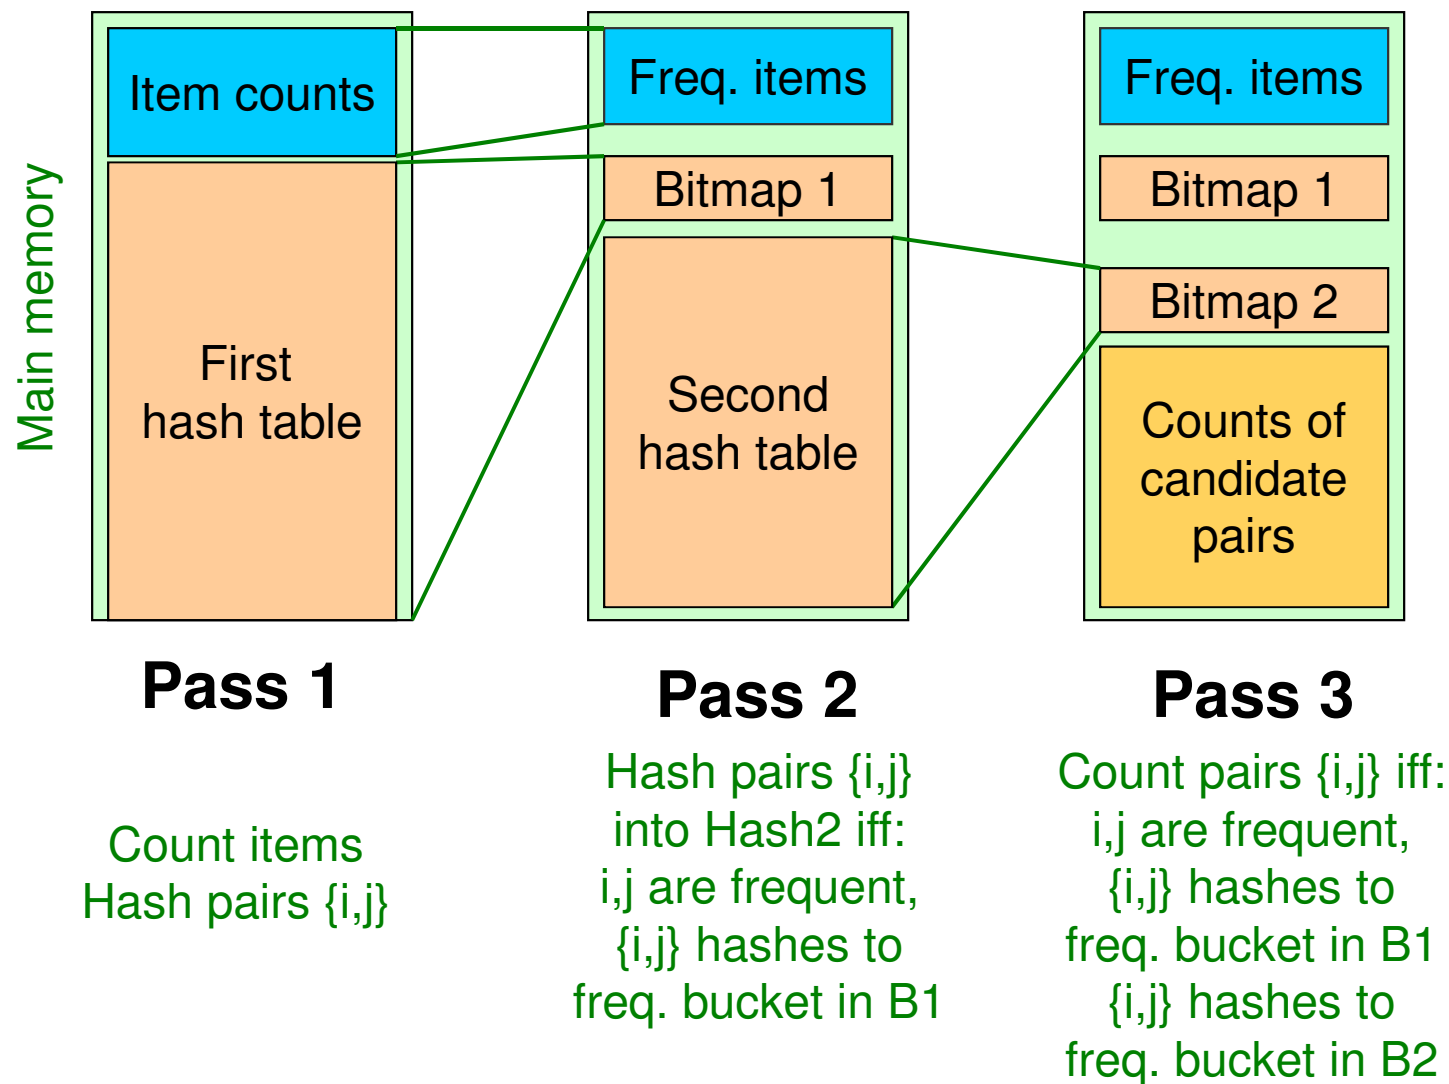 Main memory
Item counts
First
hash table
Pass 1
Count items
Hash pairs {i,j}
Freq. items
Bitmap 1
Second
hash table
Pass 2
Hash pairs {i,j}
into Hash2 iff:
i,j are frequent,
{i,j} hashes to
freq. bucket in B1
Freq. items
Bitmap 1
Bitmap 2
Counts of
candidate
pairs
Pass 3
Count pairs {i,j} iff:
i,j are frequent,
{i,j} hashes to
freq. bucket in B1
{i,j} hashes to
freq. bucket in B2